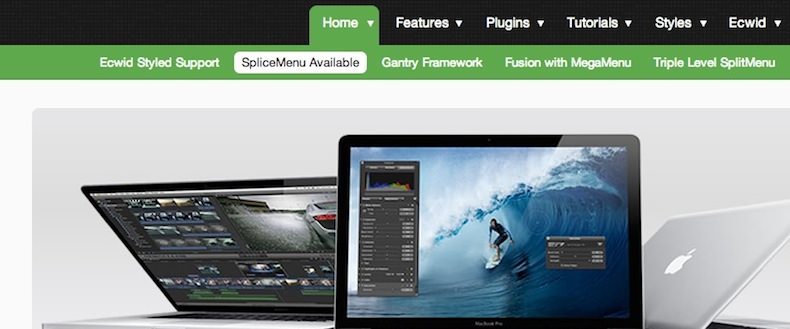 Home ▾ Features ▾ Plugins ▾ Tutorials ▾ Styles ▾ Ecwid ▾
Ecwid Styled Support SpliceMenu Available Gantry Framework Fusion with MegaMenu Triple Level SplitMenu
MacBook Pro